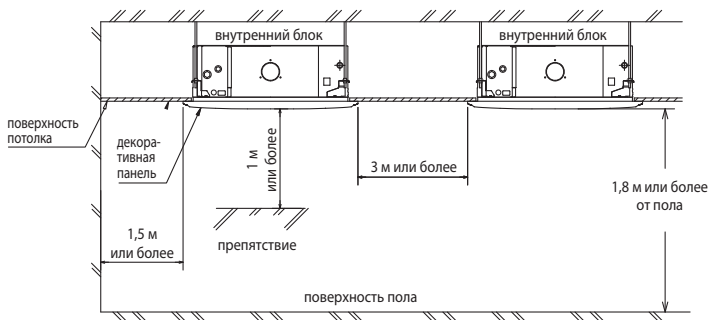 внутренний блок
внутренний блок
поверхность
потолка
декора-
тивная
панель
1 м
или более
3 м или более
1,8 м или более
от пола
1,5 м
или более
препятствие
поверхность пола